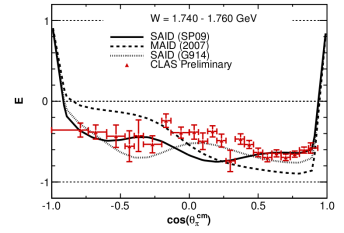 W = 1.740 - 1.760 GeV
SAID (SP09)
MAID (2007)
SAID (G914)
CLAS Preliminary
E
1
0
-1
-1.0 -0.5 0.0 0.5 1.0
cos(θπcm)